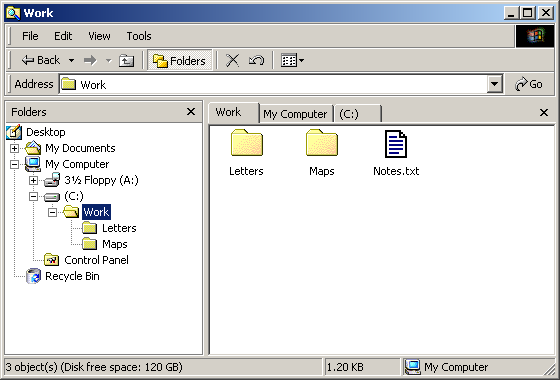 Work
File Edit View Tools
Back Folders
Address Work Go
Folders
Desktop
My Documents
My Computer
3½ Floppy (A:)
(C:)
Work
Letters
Maps
Control Panel
Recycle Bin
Work My Computer (C:)
Letters Maps Notes.txt
3 object(s) (Disk free space: 120 GB) 1.20 KB My Computer